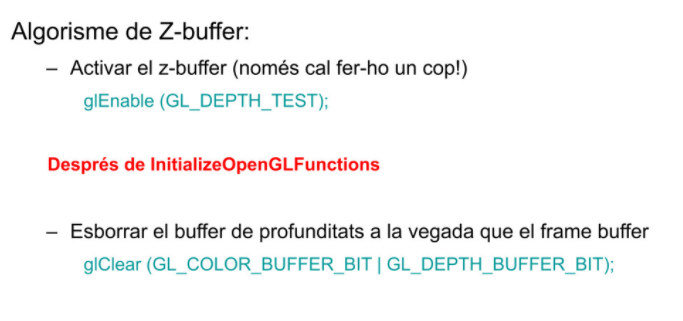 Algorisme de Z-buffer:
– Activar el z-buffer (només cal fer-ho un cop!)
glEnable (GL_DEPTH_TEST);
Després de InitializeOpenGLFunctions
– Esborrar el buffer de profunditats a la vegada que el frame buffer
glClear (GL_COLOR_BUFFER_BIT | GL_DEPTH_BUFFER_BIT);